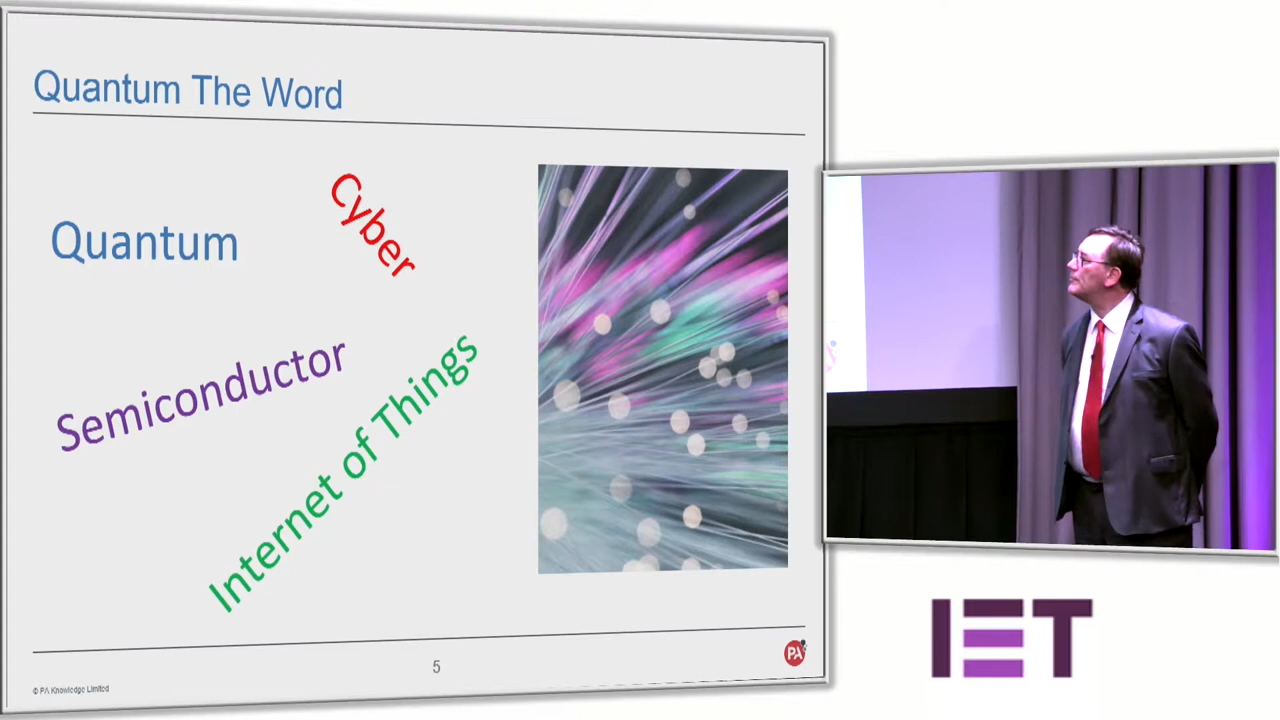 Quantum The Word
Quantum
Cyber
Semiconductor
Internet of Things
5
PA
© PA Knowledge Limited
IET